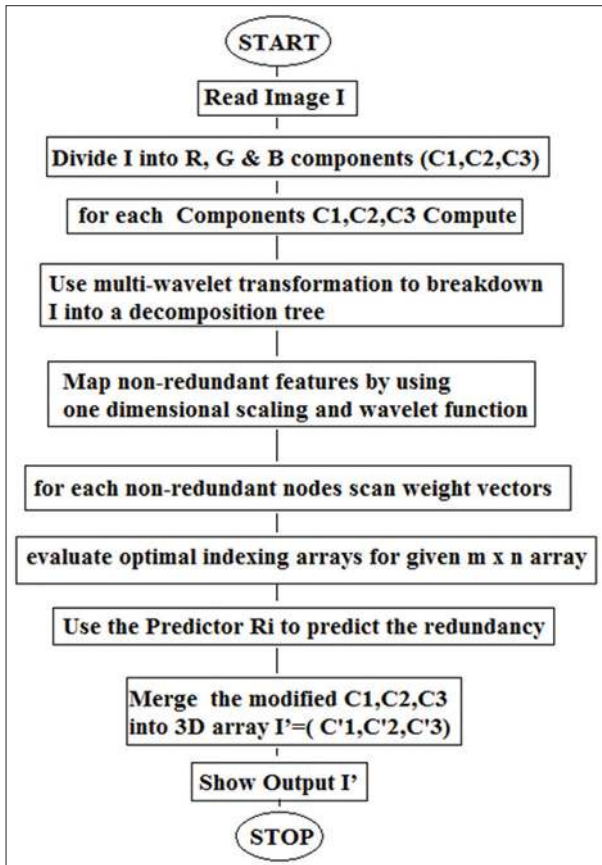 START
Read Image I
Divide I into R, G & B components (C1,C2,C3)
for each Components C1,C2,C3 Compute
Use multi-wavelet transformation to breakdown
I into a decomposition tree
Map non-redundant features by using
one dimensional scaling and wavelet function
for each non-redundant nodes scan weight vectors
evaluate optimal indexing arrays for given m x n array
Use the Predictor Ri to predict the redundancy
Merge the modified C1,C2,C3
into 3D array I’=( C'1,C'2,C'3)
Show Output I’
STOP